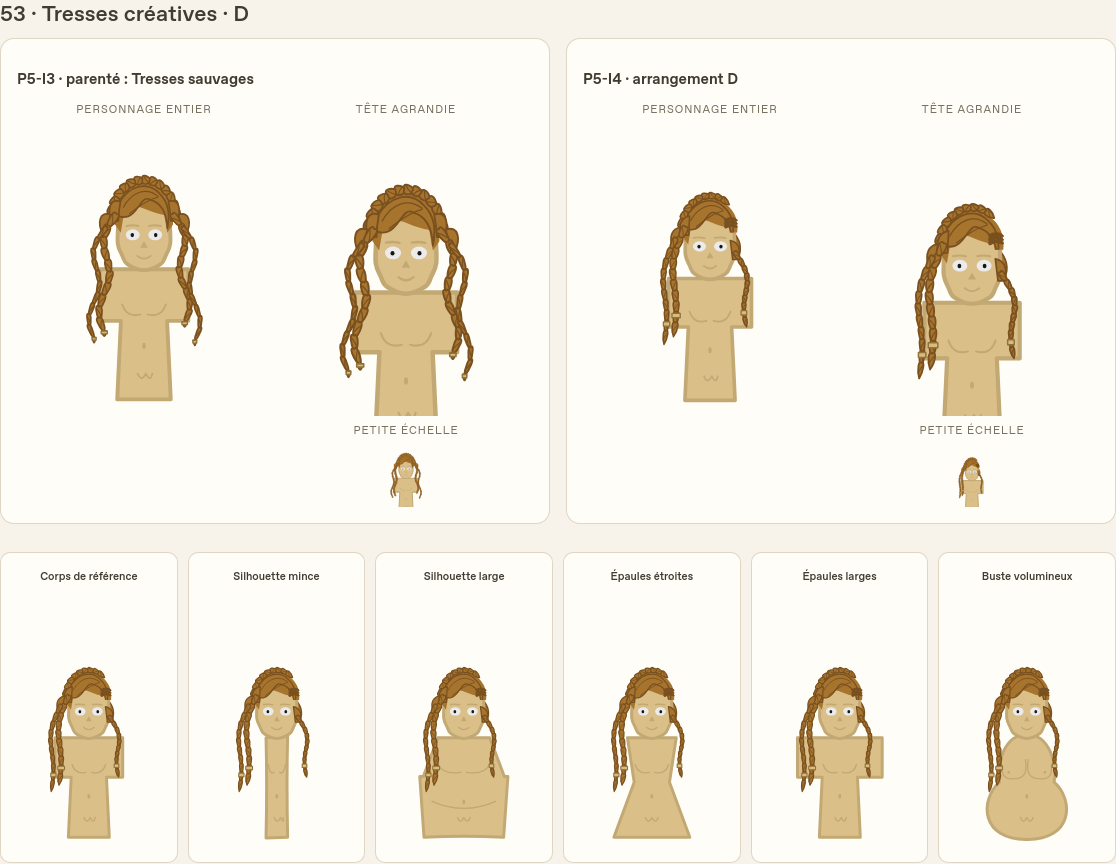 53 · Tresses créatives · D
P5-I3 · parenté : Tresses sauvages
PERSONNAGE ENTIER
TÊTE AGRANDIE
PETITE ÉCHELLE
P5-I4 · arrangement D
PERSONNAGE ENTIER
TÊTE AGRANDIE
PETITE ÉCHELLE
Corps de référence
Silhouette mince
Silhouette large
Épaules étroites
Épaules larges
Buste volumineux